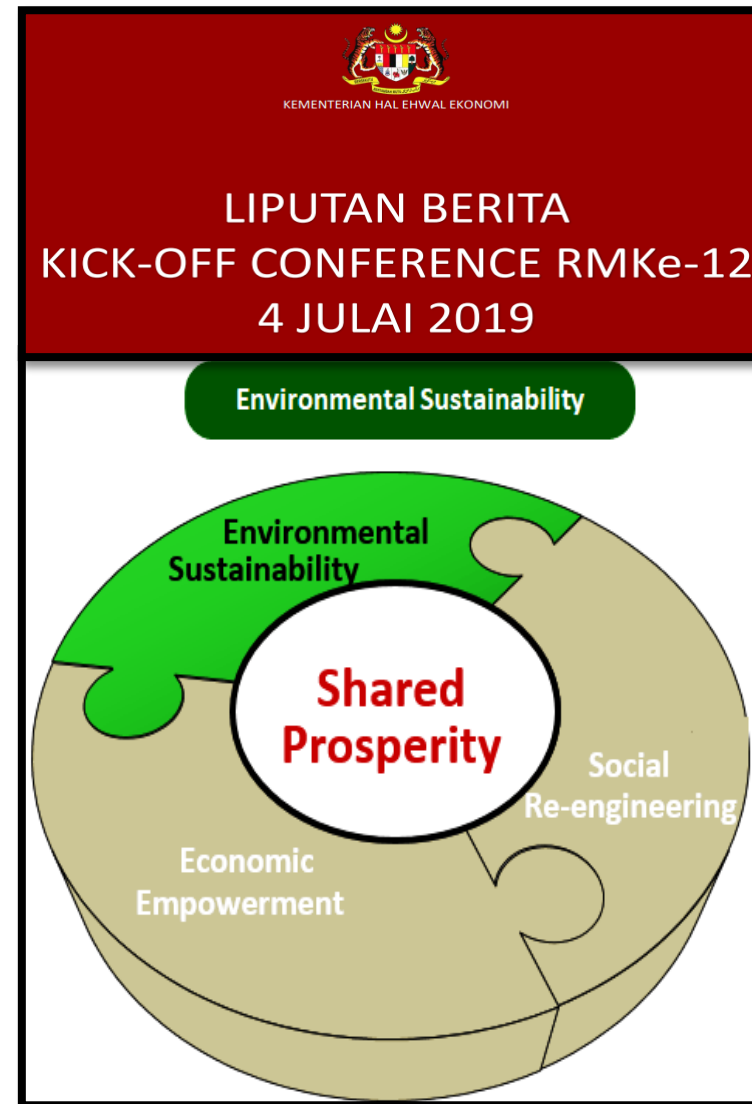 KEMENTERIAN HAL EHWAL EKONOMI
LIPUTAN BERITA
KICK-OFF CONFERENCE RMKe-12
4 JULAI 2019
Environmental Sustainability
Environmental
Sustainability
Shared
Prosperity
Social
Re-engineering
Economic
Empowerment